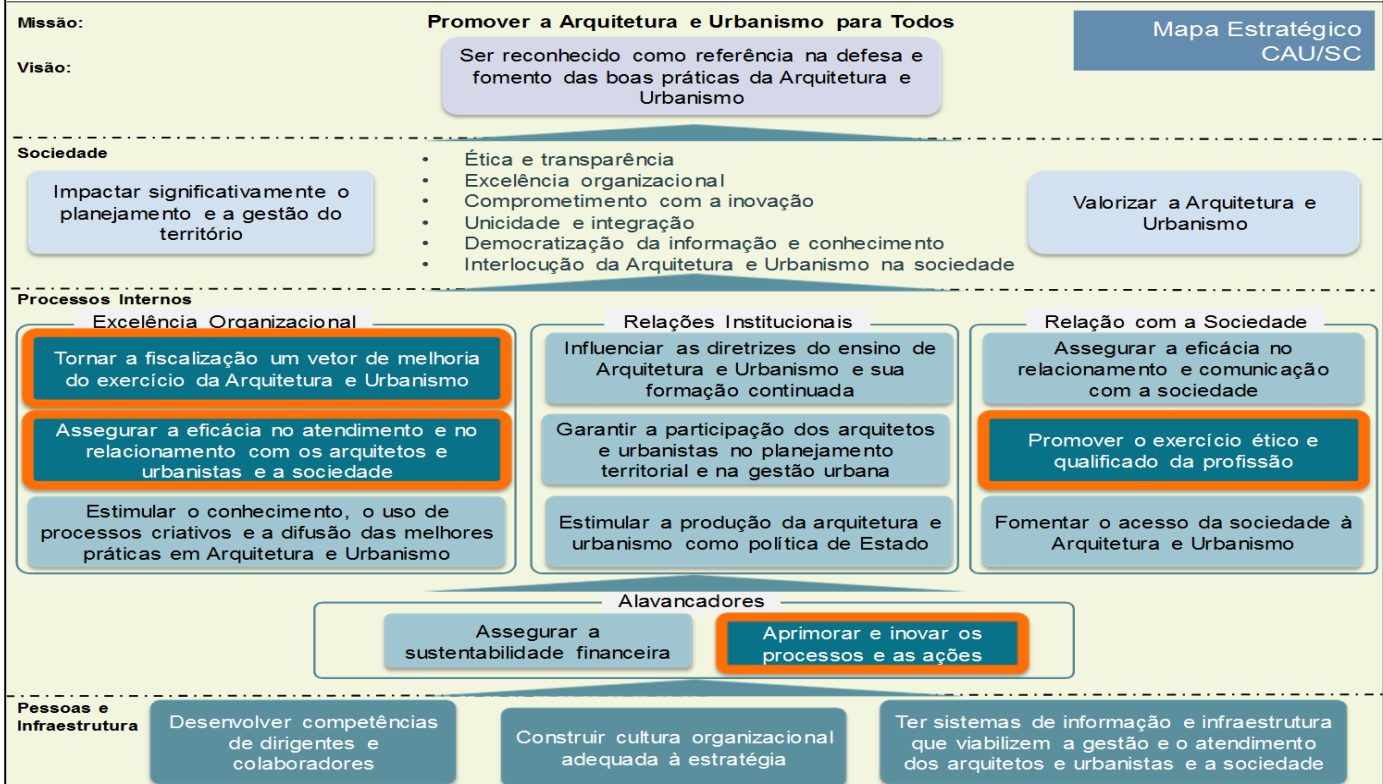 Missão:
Promover a Arquitetura e Urbanismo para Todos
Mapa Estratégico
CAU/SC
Visão:
Ser reconhecido como referência na defesa e
fomento das boas práticas da Arquitetura e
Urbanismo
Sociedade
Impactar significativamente o
planejamento e a gestão do
território
• Ética e transparência
• Excelência organizacional
• Comprometimento com a inovação
• Unicidade e integração
• Democratização da informação e conhecimento
• Interlocução da Arquitetura e Urbanismo na sociedade
Valorizar a Arquitetura e
Urbanismo
Processos Internos
Excelência Organizacional
Tornar a fiscalização um vetor de melhoria
do exercício da Arquitetura e Urbanismo
Assegurar a eficácia no atendimento e no
relacionamento com os arquitetos e
urbanistas e a sociedade
Estimular o conhecimento, o uso de
processos criativos e a difusão das melhores
práticas em Arquitetura e Urbanismo
Relações Institucionais
Influenciar as diretrizes do ensino de
Arquitetura e Urbanismo e sua
formação continuada
Garantir a participação dos arquitetos
e urbanistas no planejamento
territorial e na gestão urbana
Estimular a produção da arquitetura e
urbanismo como política de Estado
Relação com a Sociedade
Assegurar a eficácia no
relacionamento e comunicação
com a sociedade
Promover o exercício ético e
qualificado da profissão
Fomentar o acesso da sociedade à
Arquitetura e Urbanismo
Alavancadores
Assegurar a
sustentabilidade financeira
Aprimorar e inovar os
processos e as ações
Pessoas e
Infraestrutura
Desenvolver competências
de dirigentes e
colaboradores
Construir cultura organizacional
adequada à estratégia
Ter sistemas de informação e infraestrutura
que viabilizem a gestão e o atendimento
dos arquitetos e urbanistas e a sociedade